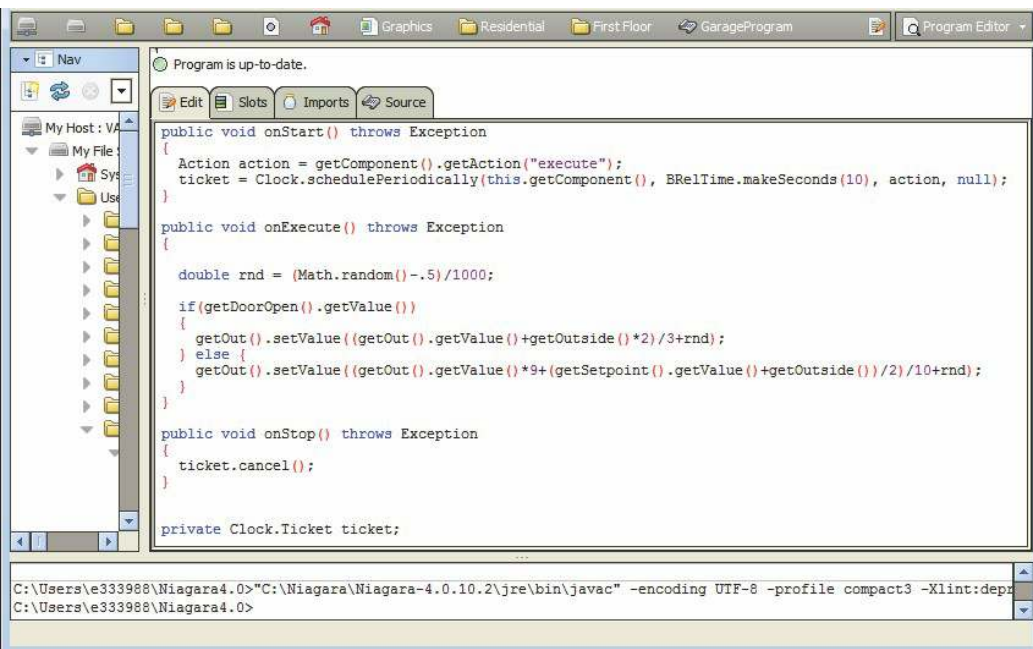 Graphics
Residential
First Floor
GarageProgram
Program Editor
Nav
Program is up-to-date.
Edit
Slots
Imports
Source
My Host : VA
My File
Sys
Use
public void onStart() throws Exception
{
Action action = getComponent().getAction("execute");
ticket = Clock.schedulePeriodically(this.getComponent(), BRelTime.makeSeconds(10), action, null);
}
public void onExecute() throws Exception
{
double rnd = (Math.random()-.5)/1000;
if(getDoorOpen().getValue())
{
getOut().setValue((getOut().getValue()+getOutside()*2)/3+rnd);
} else {
getOut().setValue((getOut().getValue()*9+(getSetpoint().getValue()+getOutside())/2)/10+rnd);
}
}
public void onStop() throws Exception
{
ticket.cancel();
}
private Clock.Ticket ticket;
C:\Users\e333988\Niagara4.0>"C:\Niagara\Niagara-4.0.10.2\jre\bin\javac" -encoding UTF-8 -profile compact3 -Xlint:depr
C:\Users\e333988\Niagara4.0>